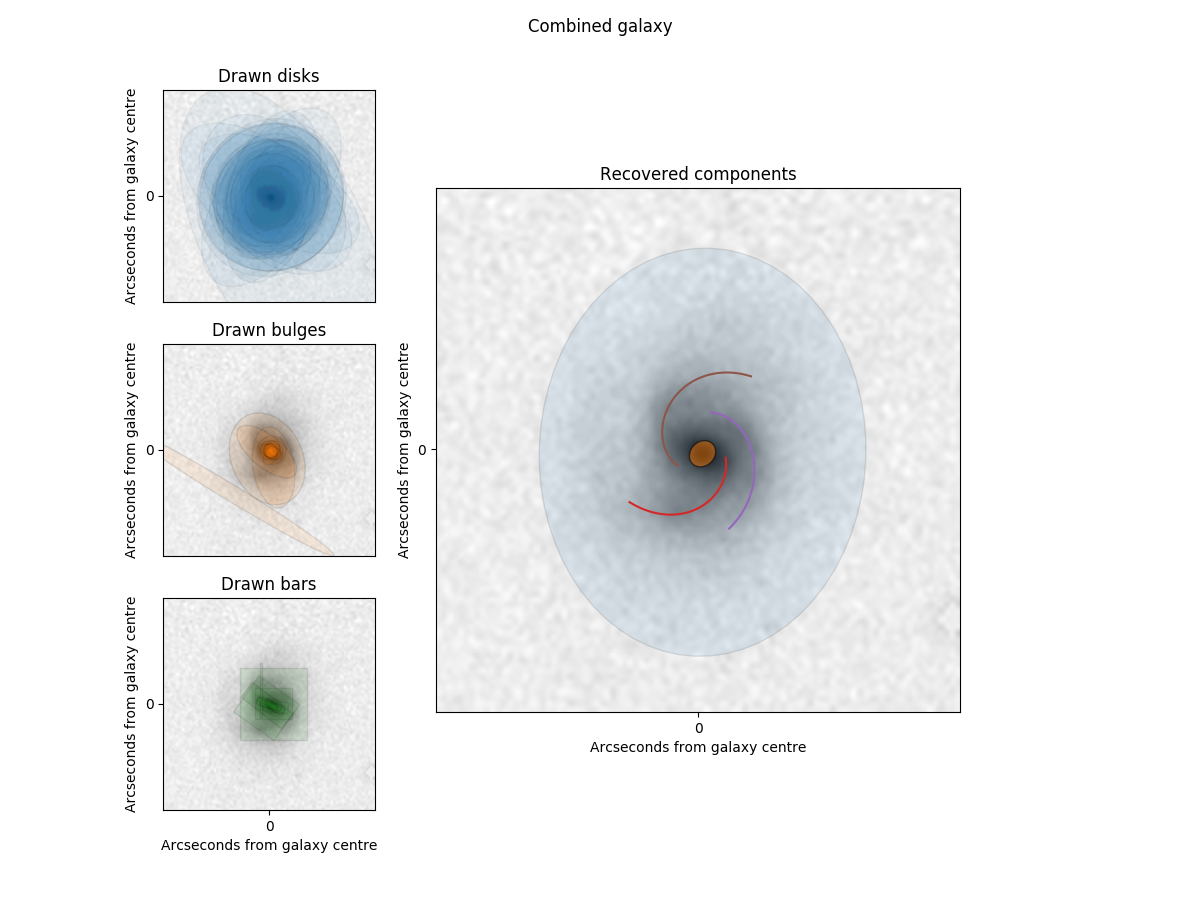 Combined galaxy
Drawn disks
Arcseconds from galaxy centre
0
Drawn bulges
Arcseconds from galaxy centre
0
Drawn bars
Arcseconds from galaxy centre
0
0
Arcseconds from galaxy centre
Recovered components
Arcseconds from galaxy centre
0
0
Arcseconds from galaxy centre